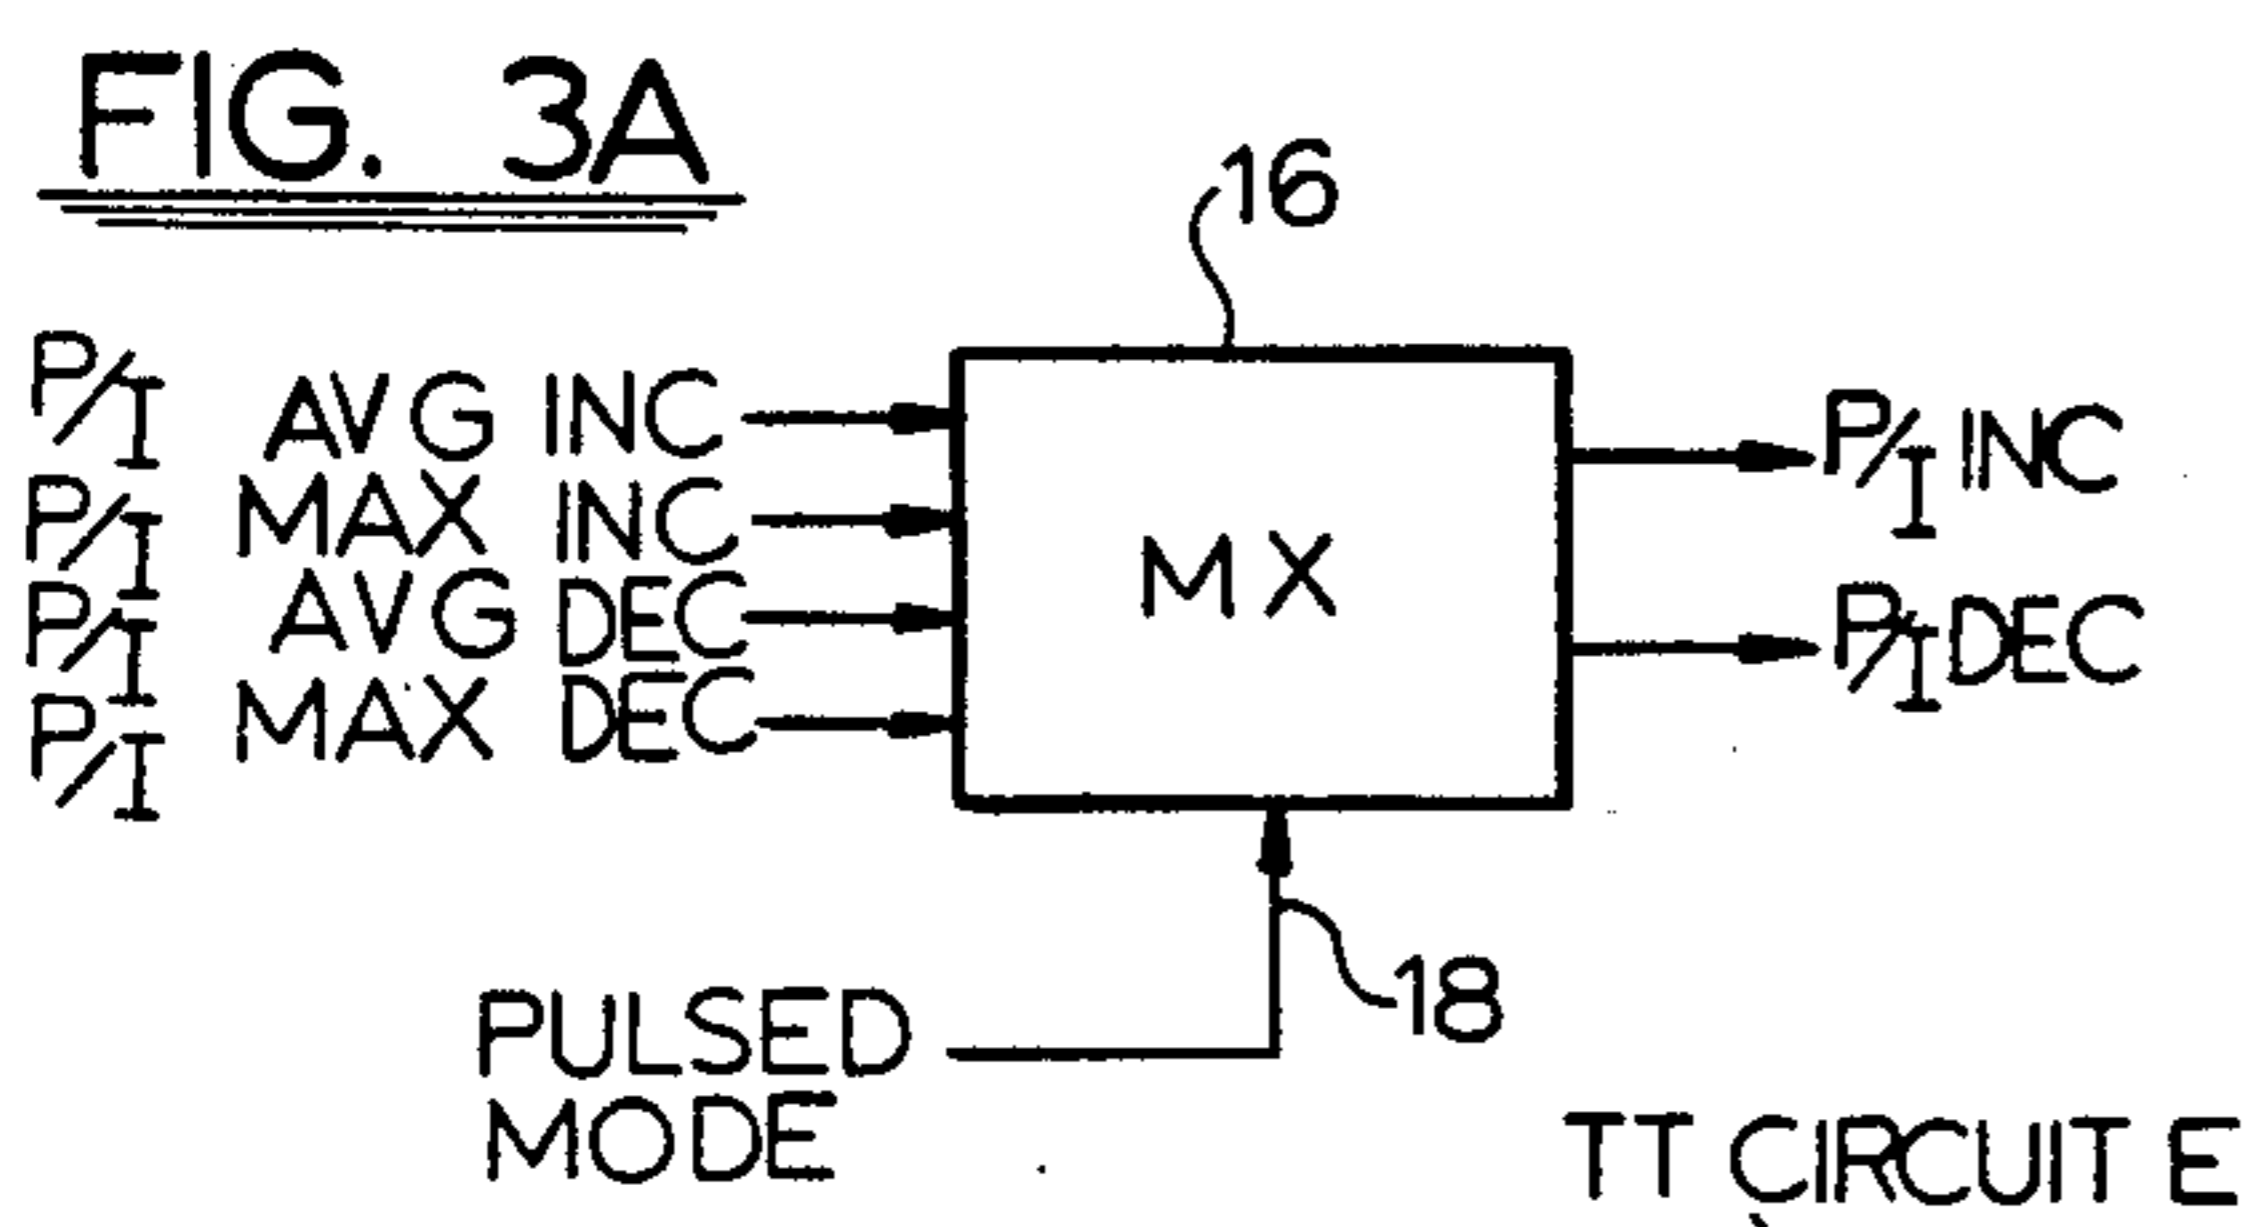 FIG. 3A
16
P/I AVG INC
P/I MAX INC
P/I AVG DEC
P/I MAX DEC
MX
P/I INC
P/I DEC
18
PULSED
MODE
TT CIRCUIT E